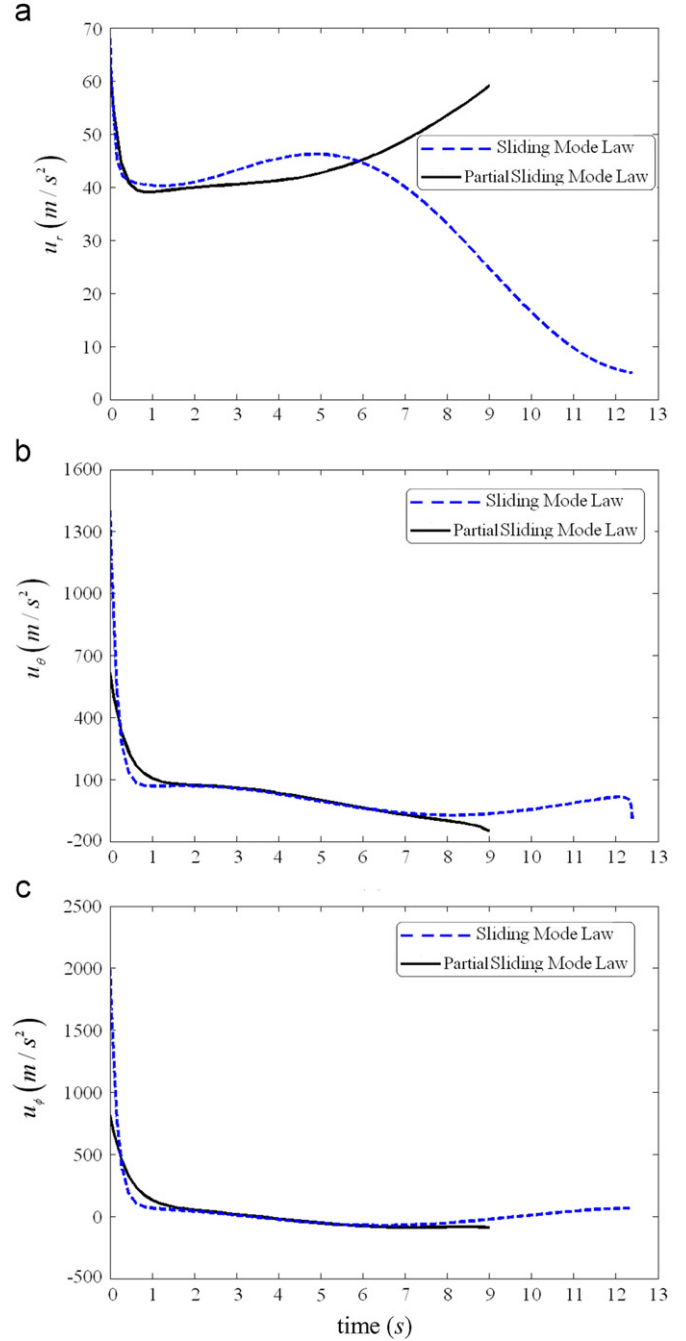 a
70
60
50
40
30
20
10
0
u_r (m/s²)
Sliding Mode Law
Partial Sliding Mode Law
0 1 2 3 4 5 6 7 8 9 10 11 12 13
b
1600
1300
1000
700
400
100
-200
u_θ (m/s²)
Sliding Mode Law
Partial Sliding Mode Law
0 1 2 3 4 5 6 7 8 9 10 11 12 13
c
2500
2000
1500
1000
500
0
-500
u_ϕ (m/s²)
Sliding Mode Law
Partial Sliding Mode Law
0 1 2 3 4 5 6 7 8 9 10 11 12 13
time (s)